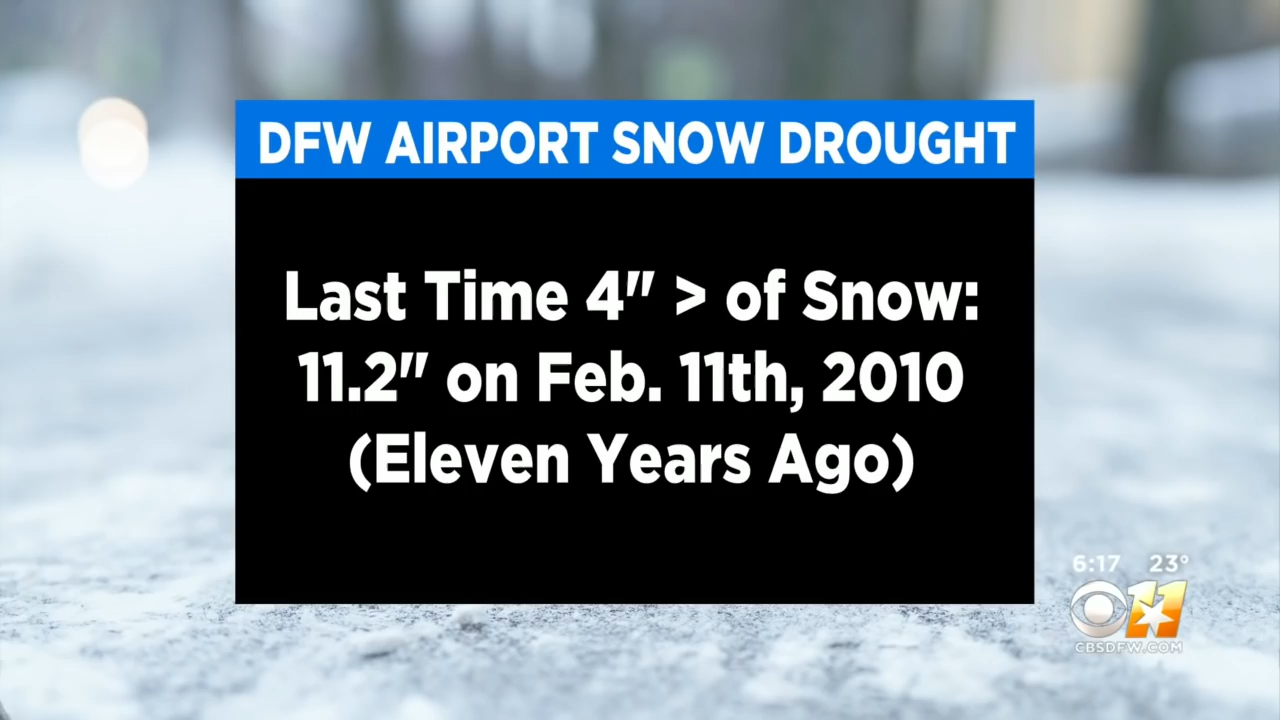 DFW AIRPORT SNOW DROUGHT
Last Time 4" > of Snow:
11.2" on Feb. 11th, 2010
(Eleven Years Ago)
6:17 23°
11
CBSDFW.COM